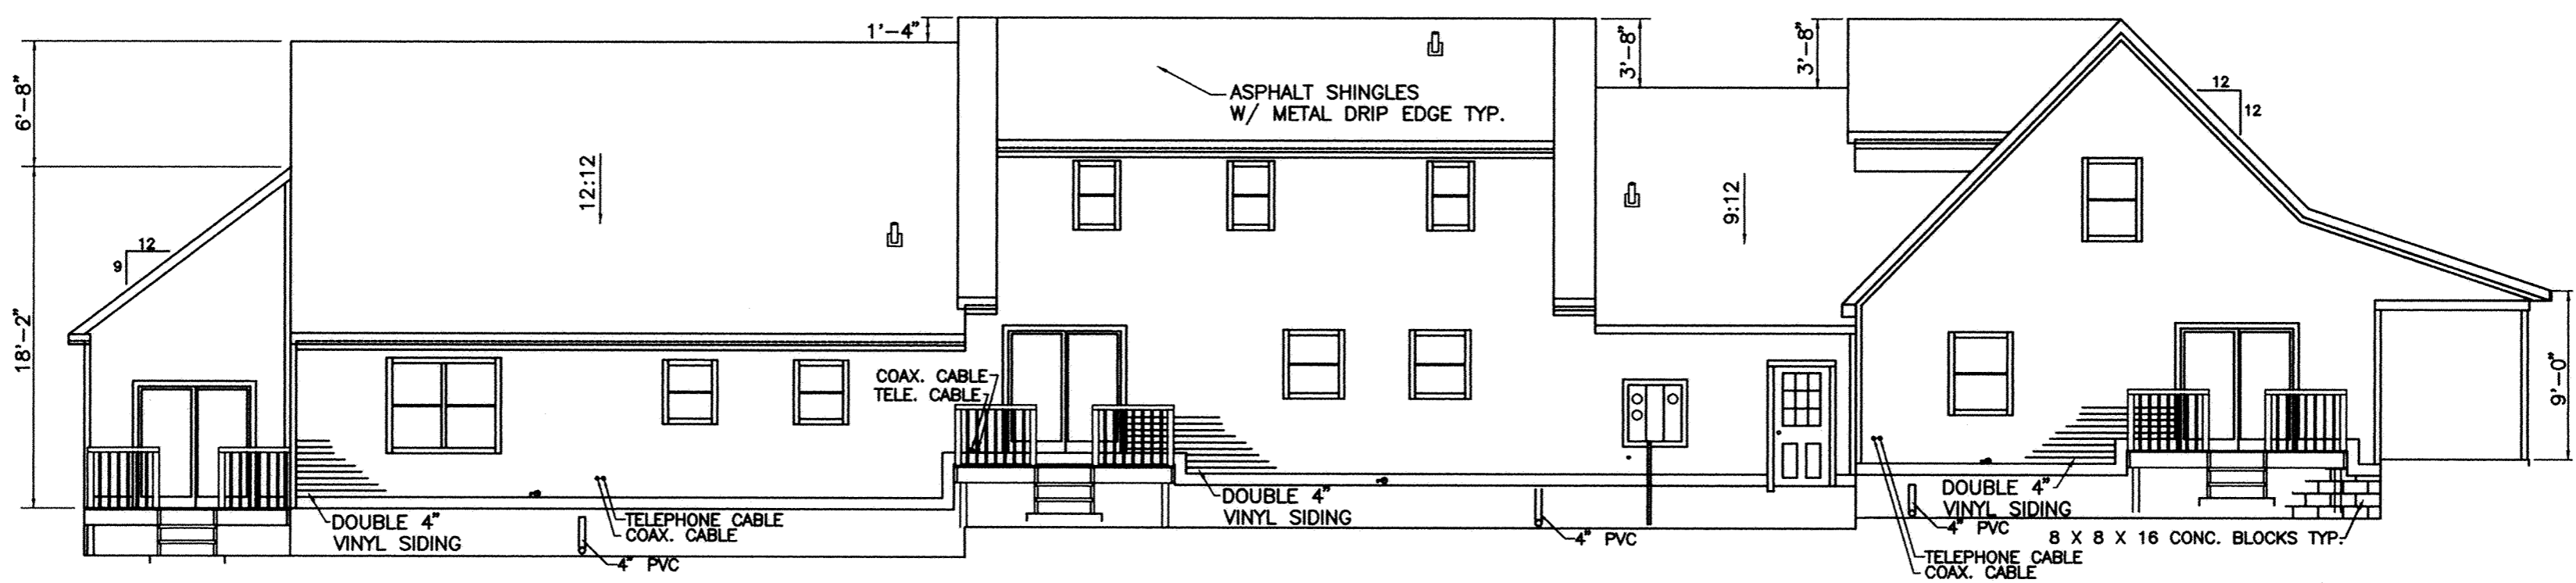 6'-8"
18'-2"
12
9
12:12
1'-4"
ASPHALT SHINGLES
W/ METAL DRIP EDGE TYP.
3'-8"
3'-8"
9:12
12
12
9'-0"
COAX. CABLE
TELE. CABLE
DOUBLE 4"
VINYL SIDING
TELEPHONE CABLE
COAX. CABLE
4" PVC
DOUBLE 4"
VINYL SIDING
4" PVC
DOUBLE 4"
VINYL SIDING
4" PVC
8 X 8 X 16 CONC. BLOCKS TYP.
TELEPHONE CABLE
COAX. CABLE